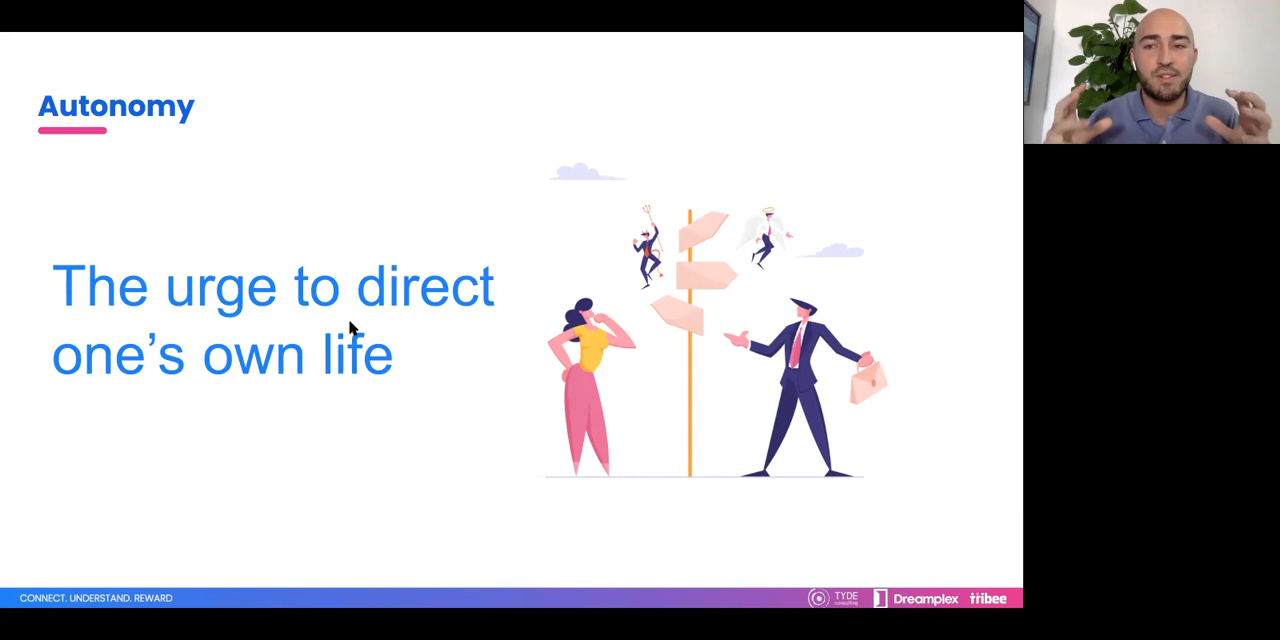 Autonomy
The urge to direct
one’s own life
CONNECT. UNDERSTAND. REWARD
TYDE
consulting
Dreamplex
tribee